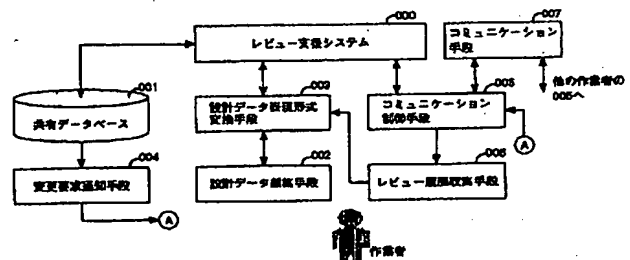 000
レビュー支援システム
007
コミュニケーション
手段
001
共有データベース
003
設計データ表現形式
変換手段
005
コミュニケーション
制御手段
他の作業者の
005へ
A
004
変更要求通知手段
A
002
設計データ編集手段
006
レビュー履歴収集手段
作業者